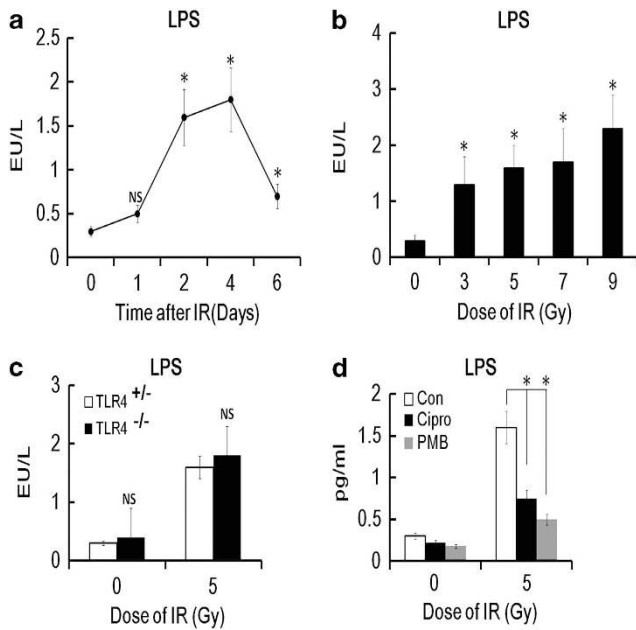 a
LPS
EU/L
2.5
2
1.5
1
0.5
0
NS
*
*
*
0 1 2 4 6
Time after IR(Days)
b
LPS
EU/L
4
3
2
1
0
*
*
*
*
0 3 5 7 9
Dose of IR (Gy)
c
LPS
EU/L
3
2
1
0
TLR4 +/-
TLR4 -/-
NS
NS
0 5
Dose of IR (Gy)
d
LPS
pg/ml
2
1.5
1
0.5
0
Con
Cipro
PMB
* *
0 5
Dose of IR (Gy)